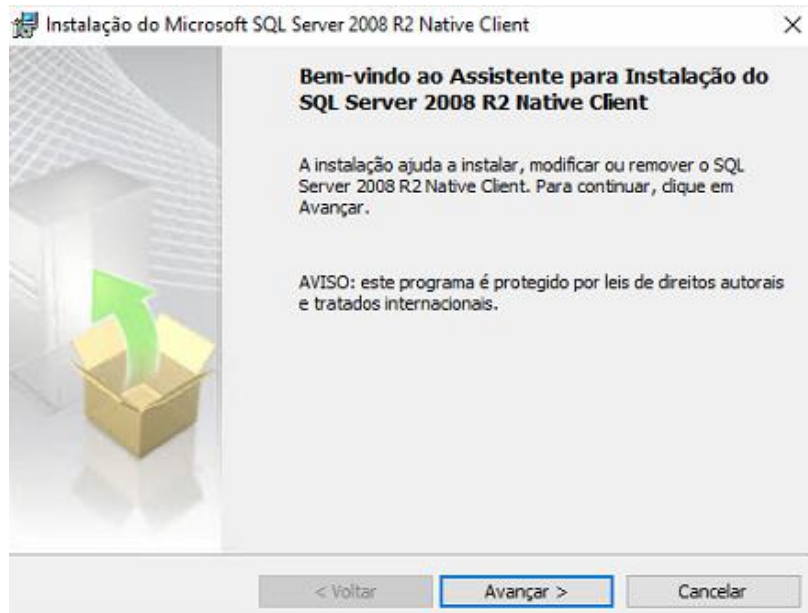 Instalação do Microsoft SQL Server 2008 R2 Native Client
Bem-vindo ao Assistente para Instalação do
SQL Server 2008 R2 Native Client
A instalação ajuda a instalar, modificar ou remover o SQL
Server 2008 R2 Native Client. Para continuar, clique em
Avançar.
AVISO: este programa é protegido por leis de direitos autorais
e tratados internacionais.
< Voltar
Avançar >
Cancelar